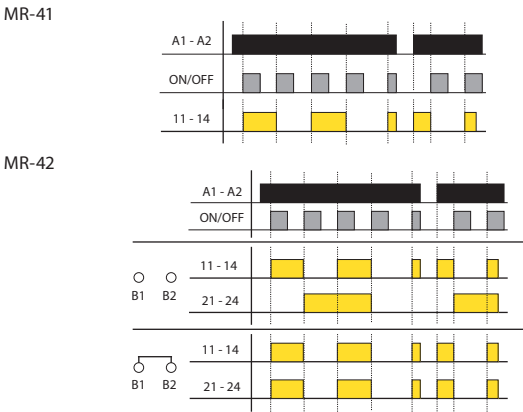 MR-41
A1 - A2
ON/OFF
11 - 14
MR-42
A1 - A2
ON/OFF
11 - 14
B1 B2 21 - 24
11 - 14
B1 B2 21 - 24